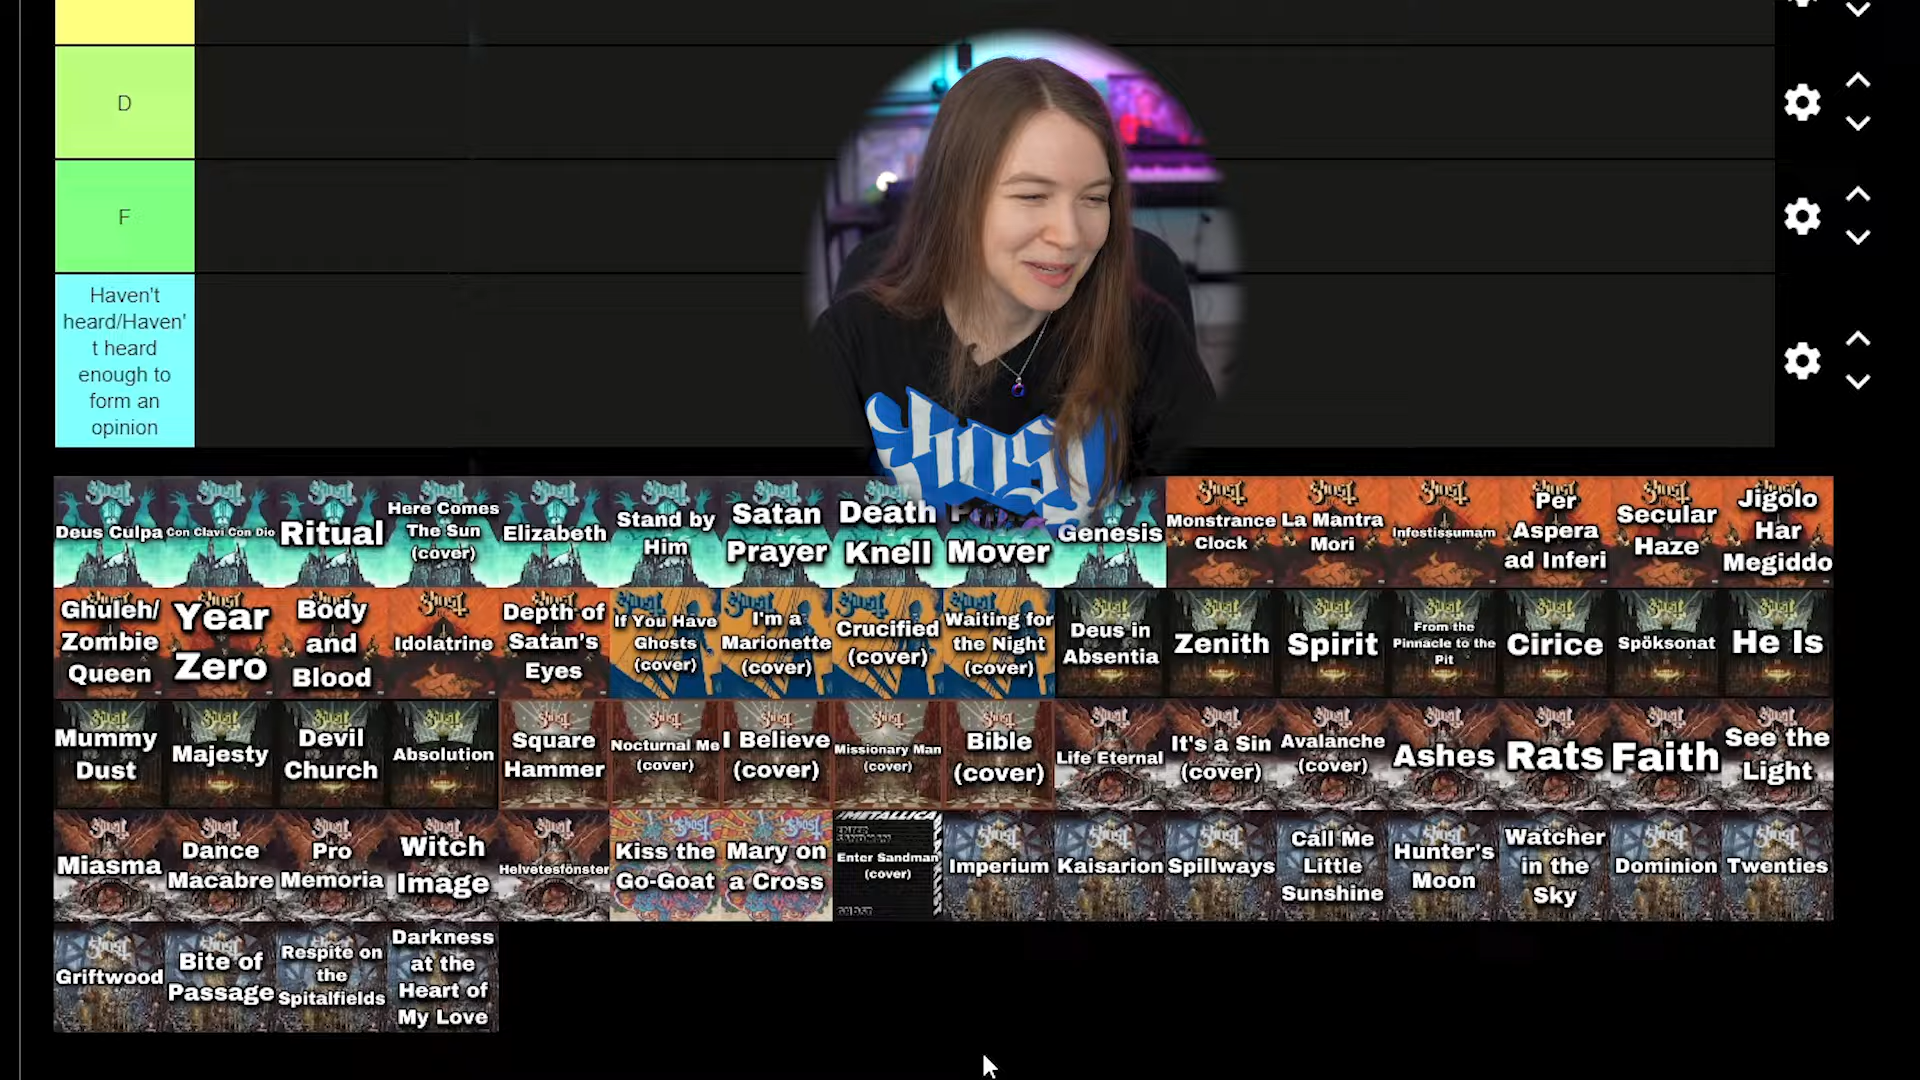 D
F
Haven't
heard/Haven'
t heard
enough to
form an
opinion
Ghost
Deus Culpa
Con Clavi Con Dio
Ritual
Here Comes
The Sun
(cover)
Elizabeth
Stand by
Him
Satan
Prayer
Death
Knell
Mover
Genesis
Monstrance
Clock
La Mantra
Mori
Infestissumam
Per
Aspera
ad Inferi
Secular
Haze
Jigolo
Har
Megiddo
Ghuleh/
Zombie
Queen
Year
Zero
Body
and
Blood
Idolatrine
Depth of
Satan's
Eyes
If You Have
Ghosts
(cover)
I'm a
Marionette
(cover)
Crucified
(cover)
Waiting for
the Night
(cover)
Deus in
Absentia
Zenith
Spirit
From the
Pinnacle to the
Pit
Cirice
Spöksonat
He Is
Mummy
Dust
Majesty
Devil
Church
Absolution
Square
Hammer
Nocturnal Me
(cover)
I Believe
(cover)
Missionary Man
(cover)
Bible
(cover)
Life Eternal
It's a Sin
(cover)
Avalanche
(cover)
Ashes
Rats
Faith
See the
Light
Miasma
Dance
Macabre
Pro
Memoria
Witch
Image
Helvetesfönster
Kiss the
Go-Goat
Mary on
a Cross
METALLICA
Enter Sandman
(cover)
GHOST
Imperium
Kaisarion
Spillways
Call Me
Little
Sunshine
Hunter's
Moon
Watcher
in the
Sky
Dominion
Twenties
Griftwood
Bite of
Passage
Respite on
the
Spitalfields
Darkness
at the
Heart of
My Love